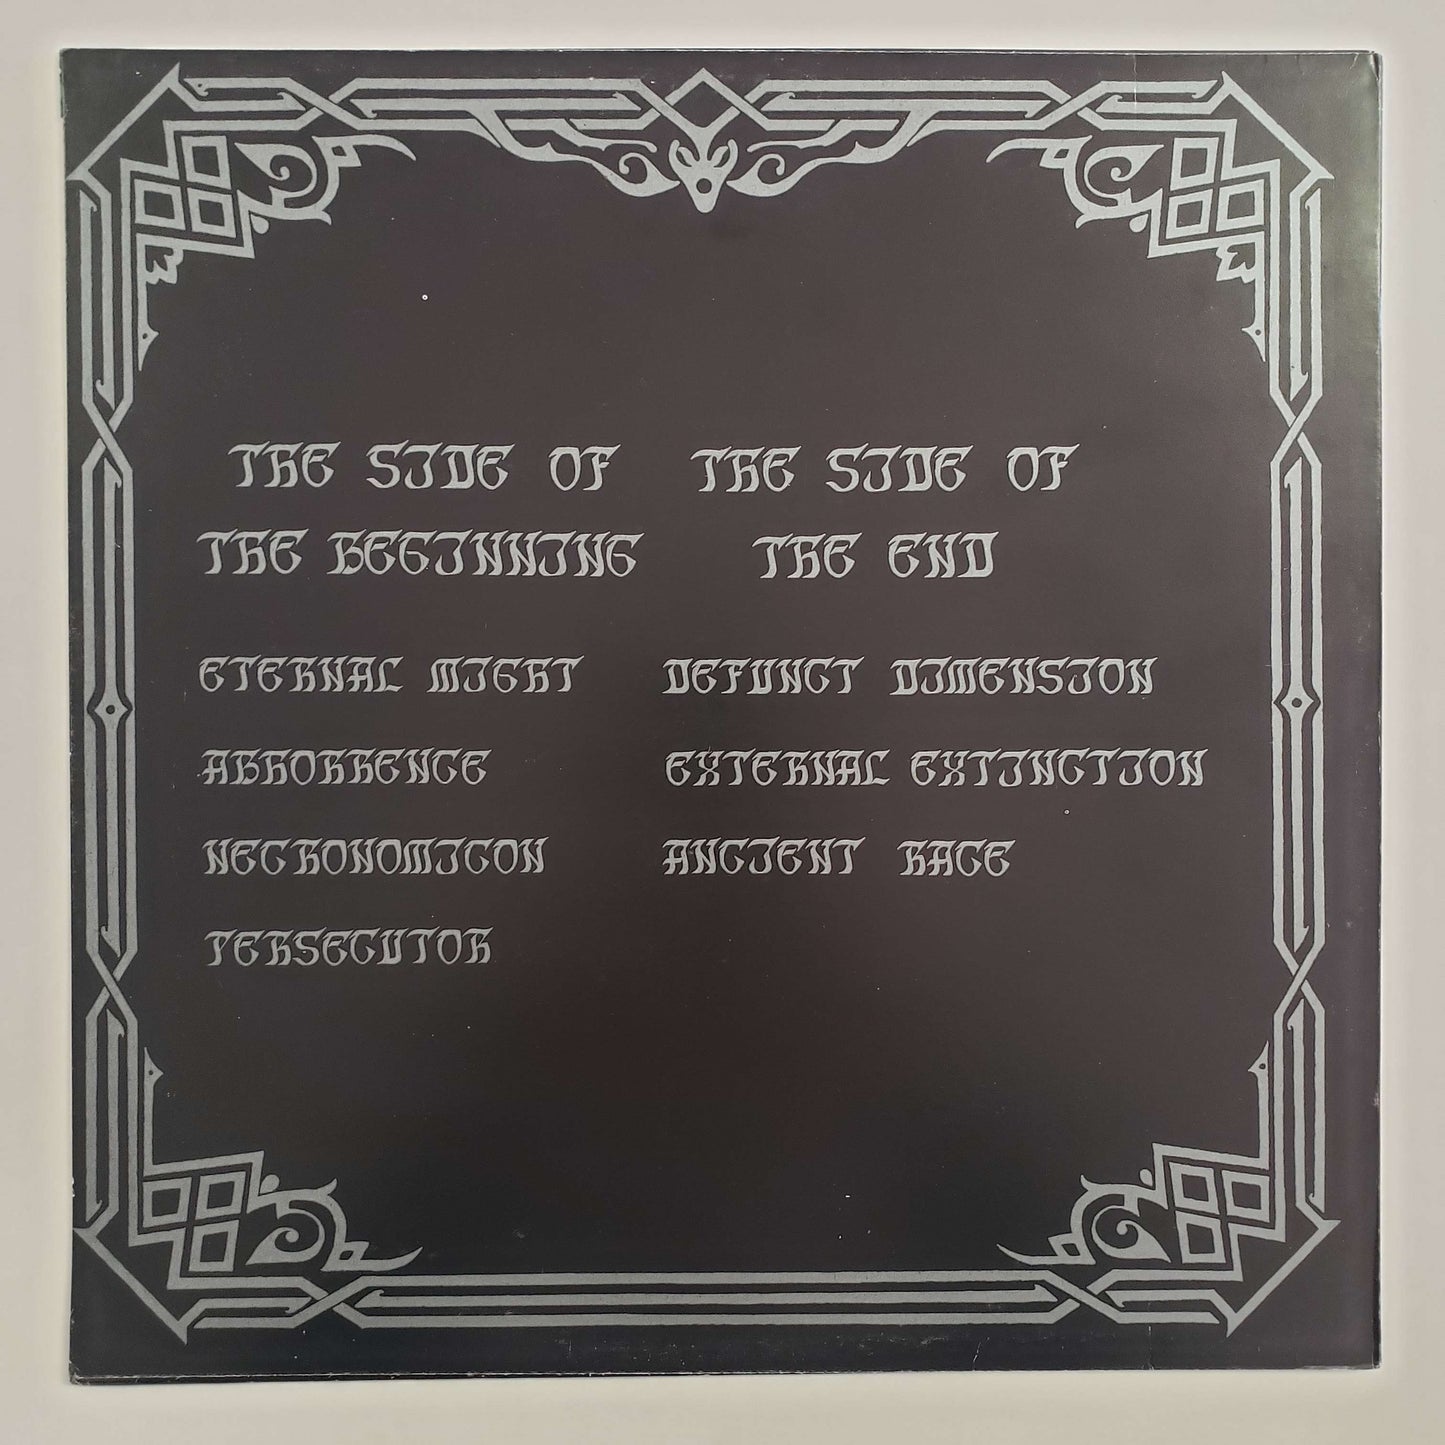 THE SIDE OF
THE BEGINNING
ETERNAL MIGHT
ABHORRENCE
NECRONOMICON
PERSECUTOR
THE SIDE OF
THE END
DEFUNCT DIMENSION
EXTERNAL EXTINCTION
ANCIENT RACE